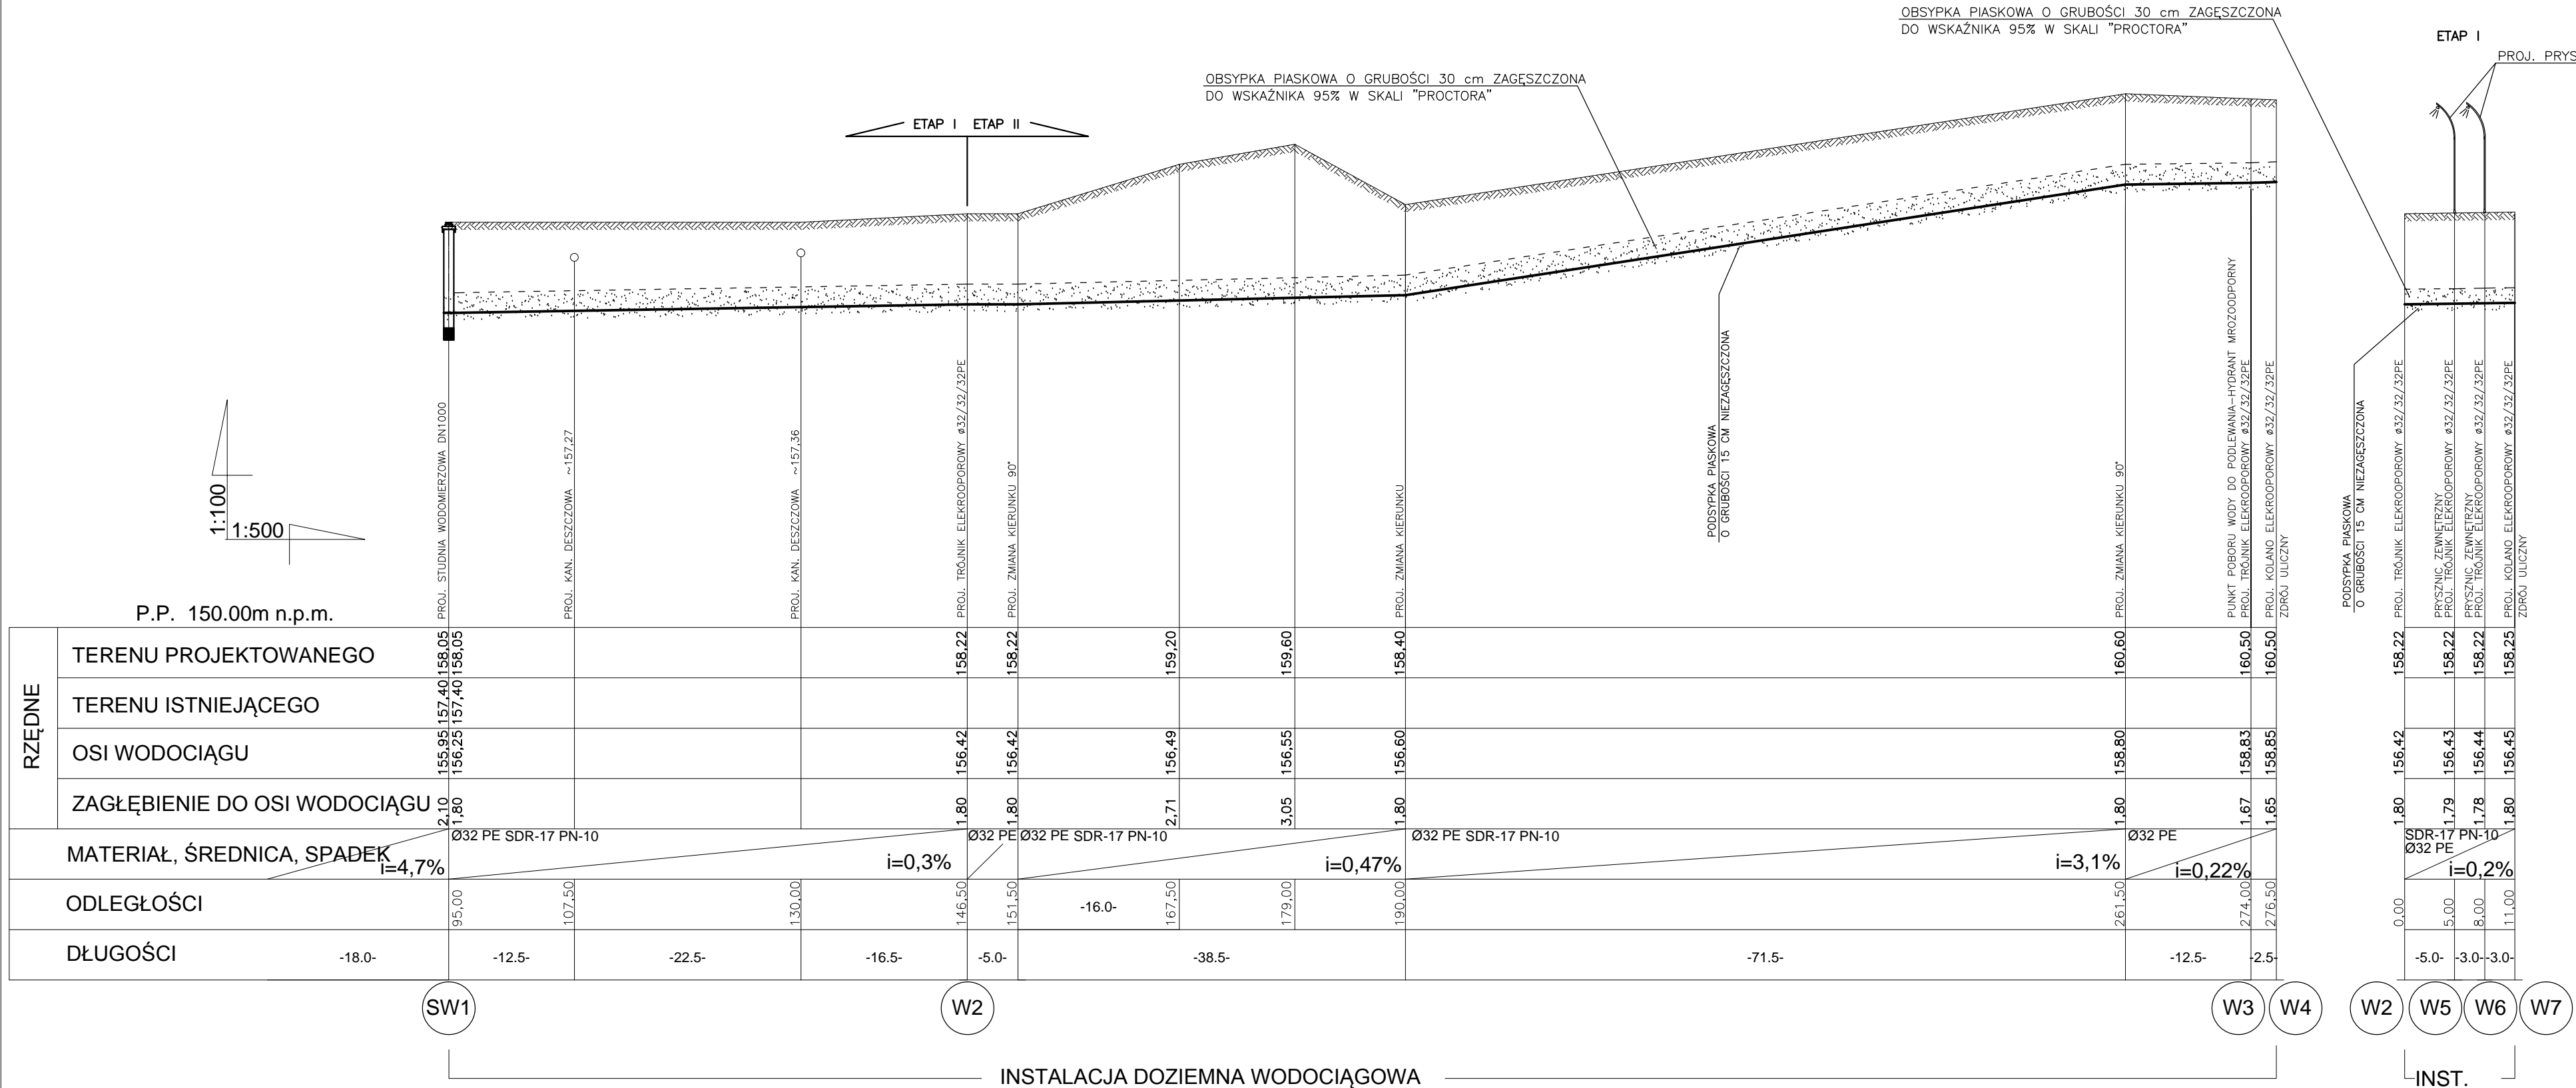 OBSYPKA PIASKOWA O GRUBOŚCI 30 cm ZAGĘSZCZONA
DO WSKAŹNIKA 95% W SKALI "PROCTORA"
ETAP I
PROJ. PRYS
OBSYPKA PIASKOWA O GRUBOŚCI 30 cm ZAGĘSZCZONA
DO WSKAŹNIKA 95% W SKALI "PROCTORA"
ETAP I ETAP II
1:100
1:500
P.P. 150.00m n.p.m.
PROJ. STUDNIA WODOMIERZOWA DN1000
PROJ. KAN. DESZCZOWA ~157,27
PROJ. KAN. DESZCZOWA ~157,36
PROJ. TRÓJNIK ELEKROOPOROWY ø32/32/32PE
PROJ. ZMIANA KIERUNKU 90°
PROJ. ZMIANA KIERUNKU
PODSYPKA PIASKOWA
O GRUBOŚCI 15 CM NIEZAGĘSZCZONA
PROJ. ZMIANA KIERUNKU 90°
PUNKT POBORU WODY DO PODLEWANIA-HYDRANT MROZOODPORNY
PROJ. TRÓJNIK ELEKROOPOROWY ø32/32/32PE
PROJ. KOLANO ELEKROOPOROWY ø32/32/32PE
ZDRÓJ ULICZNY
PODSYPKA PIASKOWA
O GRUBOŚCI 15 CM NIEZAGĘSZCZONA
PROJ. TRÓJNIK ELEKROOPOROWY ø32/32/32PE
PRYSZNIC ZEWNĘTRZNY
PROJ. TRÓJNIK ELEKROOPOROWY ø32/32/32PE
PRYSZNIC ZEWNĘTRZNY
PROJ. TRÓJNIK ELEKROOPOROWY ø32/32/32PE
PROJ. KOLANO ELEKROOPOROWY ø32/32/32PE
ZDRÓJ ULICZNY
RZĘDNE
TERENU PROJEKTOWANEGO 158,05 158,05 158,22 158,22 159,20 159,60 158,40 160,60 160,50 160,50 158,22 158,22 158,22 158,25
TERENU ISTNIEJĄCEGO 157,40 157,40
OSI WODOCIĄGU 155,95 156,25 156,42 156,42 156,49 156,55 156,60 158,80 158,83 158,85 156,42 156,43 156,44 156,45
ZAGŁĘBIENIE DO OSI WODOCIĄGU 2,10 1,80 1,80 1,80 2,71 3,05 1,80 1,80 1,67 1,65 1,80 1,79 1,78 1,80
MATERIAŁ, ŚREDNICA, SPADEK
i=4,7%
Ø32 PE SDR-17 PN-10
i=0,3%
Ø32 PE
Ø32 PE SDR-17 PN-10
i=0,47%
Ø32 PE SDR-17 PN-10
i=3,1%
Ø32 PE
i=0,22%
SDR-17 PN-10
Ø32 PE
i=0,2%
ODLEGŁOŚCI 95,00 107,50 130,00 146,50 151,50 -16.0- 167,50 179,00 190,00 261,50 274,00 276,50 0,00 5,00 8,00 11,00
DŁUGOŚCI -18.0- -12.5- -22.5- -16.5- -5.0- -38.5- -71.5- -12.5- -2.5- -5.0- -3.0- -3.0-
SW1 W2 W3 W4 W2 W5 W6 W7
INSTALACJA DOZIEMNA WODOCIĄGOWA
INST.